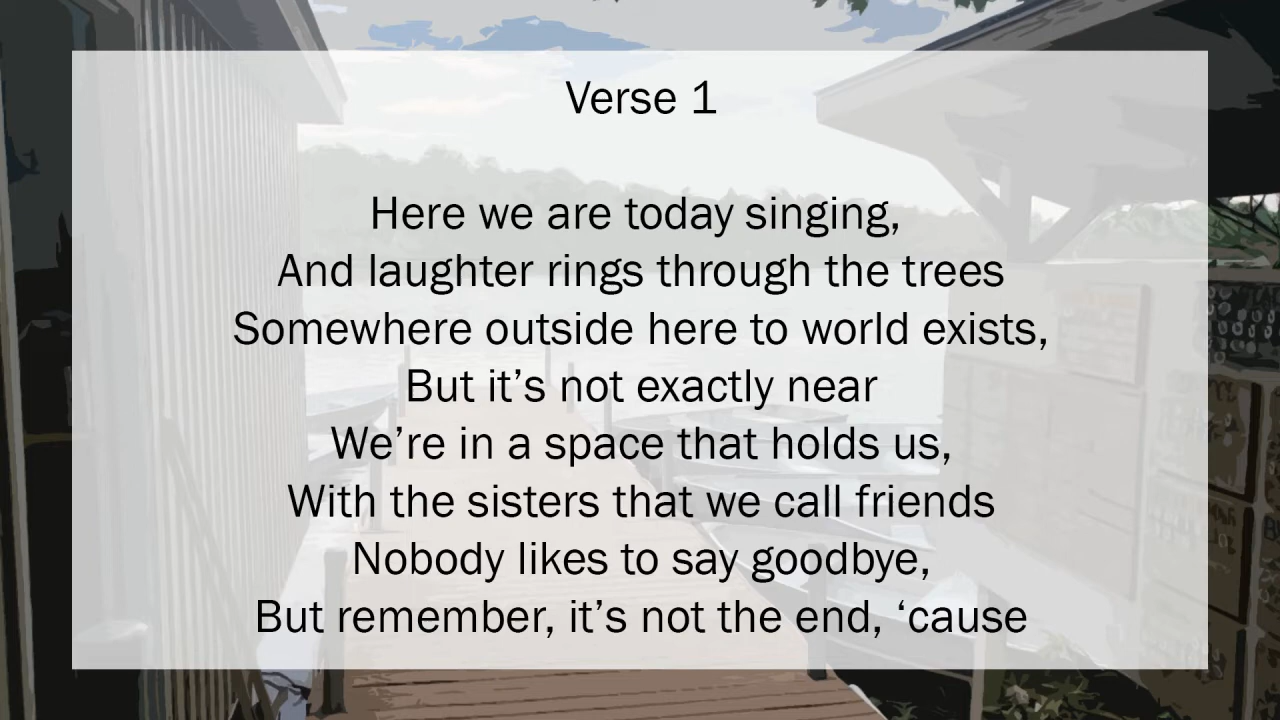 Verse 1
Here we are today singing,
And laughter rings through the trees
Somewhere outside here to world exists,
But it’s not exactly near
We’re in a space that holds us,
With the sisters that we call friends
Nobody likes to say goodbye,
But remember, it’s not the end, ‘cause